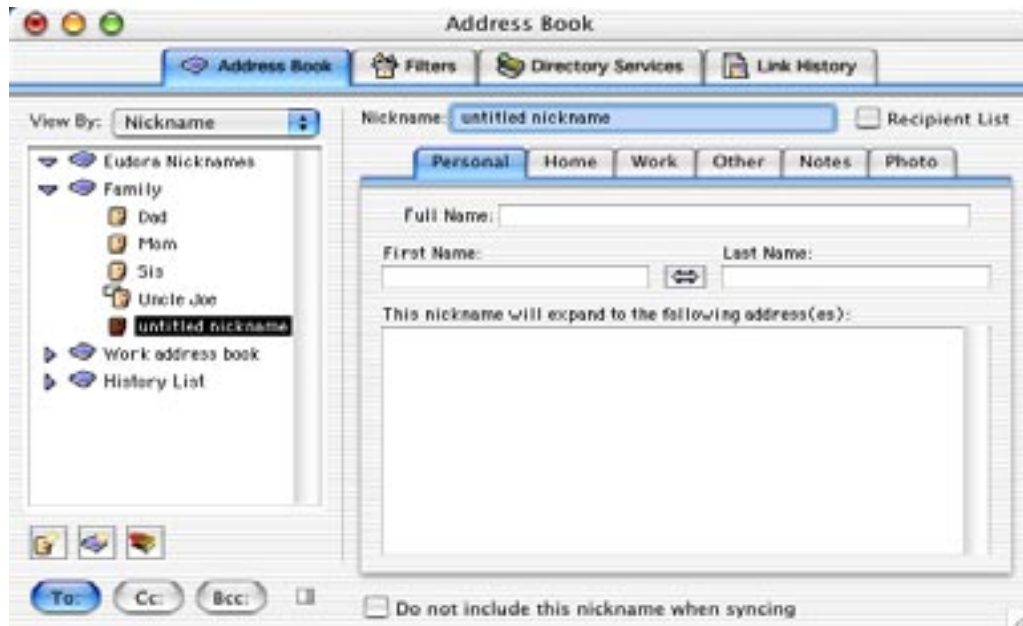 Address Book
Address Book Filters Directory Services Link History
View By: Nickname
Eudora Nicknames
Family
Dad
Mom
Sis
Uncle Joe
untitled nickname
Work address book
History List
To: Cc: Bcc:
Nickname: untitled nickname Recipient List
Personal Home Work Other Notes Photo
Full Name:
First Name: Last Name:
This nickname will expand to the following address(es):
Do not include this nickname when syncing